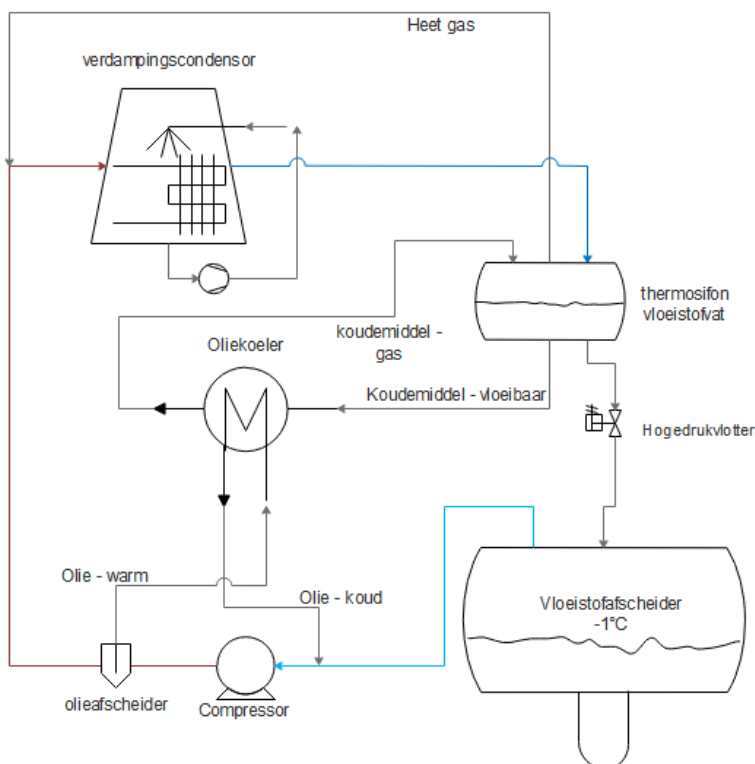 Heet gas
verdampingscondensor
thermosifon
vloeistofvat
koudemiddel -
gas
Oliekoeler
Koudemiddel - vloeibaar
Hogedrukvlotter
Olie - warm
Olie - koud
Vloeistofafscheider
-1°C
olieafscheider
Compressor